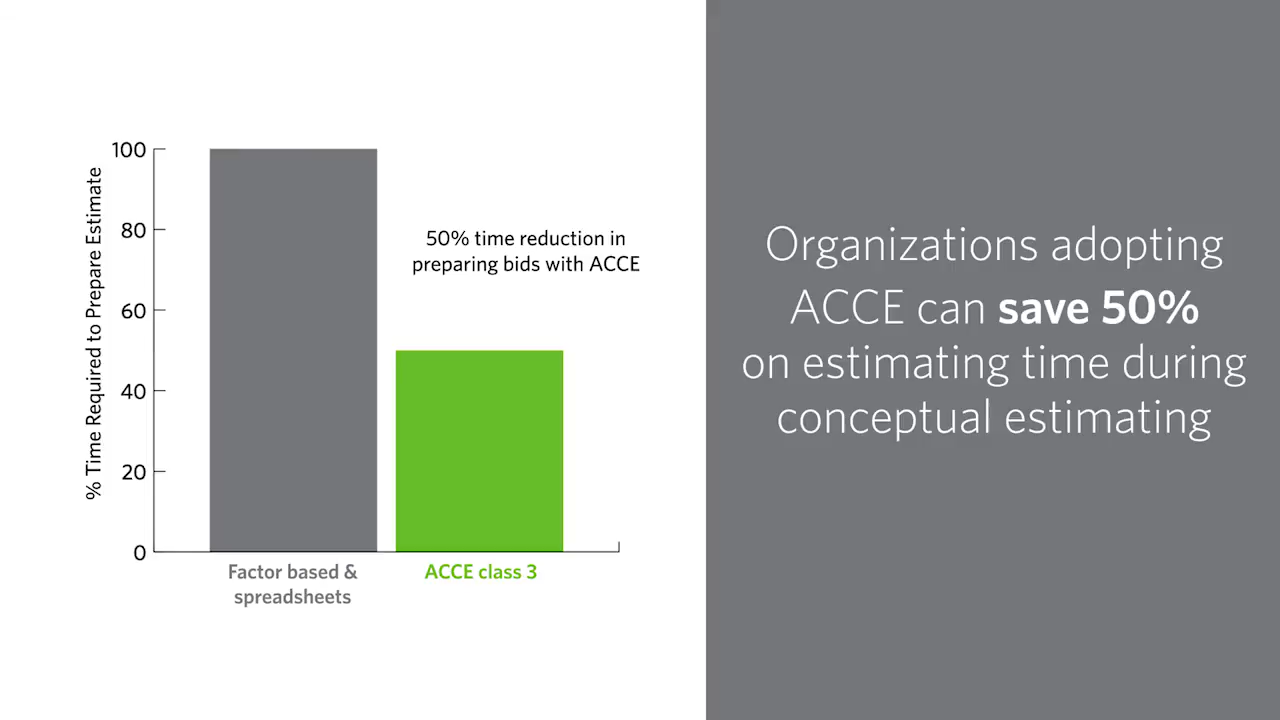 % Time Required to Prepare Estimate
100
80
60
40
20
0
50% time reduction in
preparing bids with ACCE
Factor based &
spreadsheets
ACCE class 3
Organizations adopting
ACCE can save 50%
on estimating time during
conceptual estimating